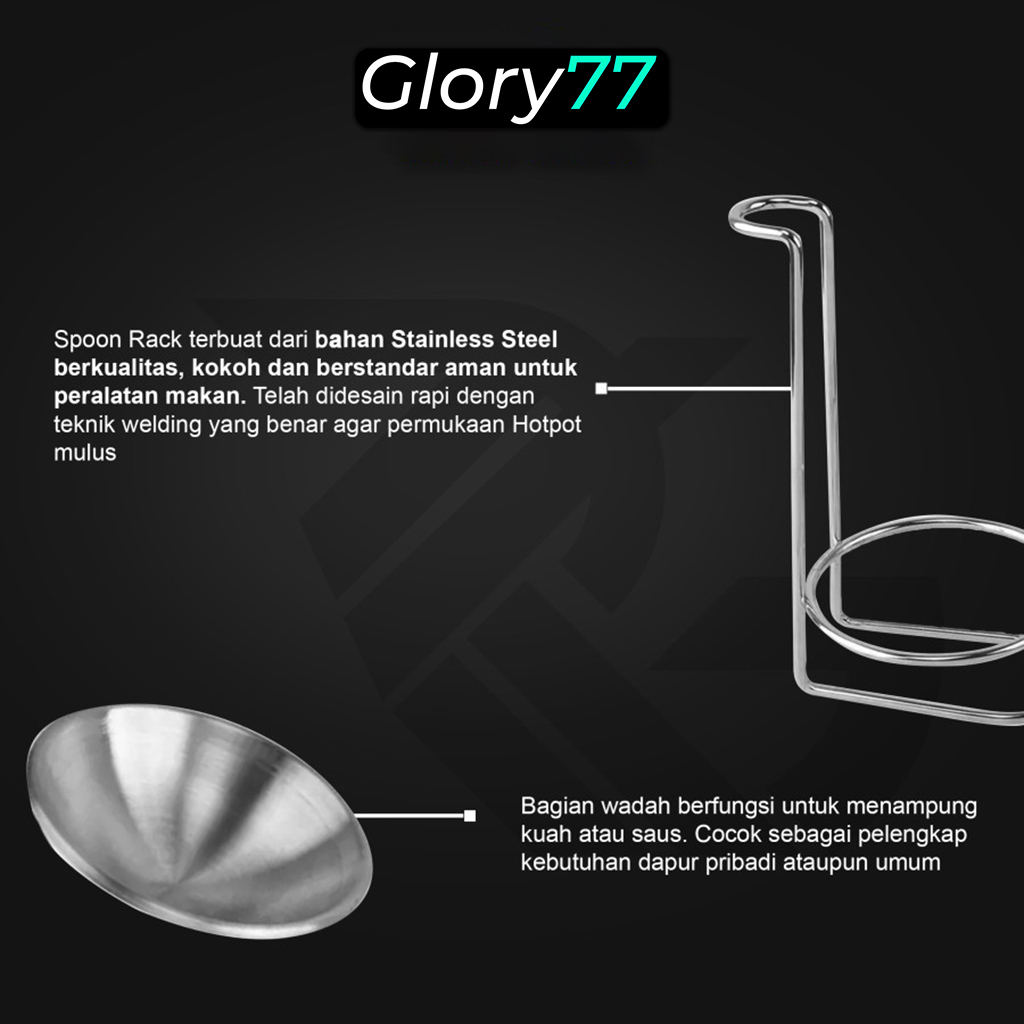 Glory77
Spoon Rack terbuat dari bahan Stainless Steel
berkualitas, kokoh dan berstandar aman untuk
peralatan makan. Telah didesain rapi dengan
teknik welding yang benar agar permukaan Hotpot
mulus
Bagian wadah berfungsi untuk menampung
kuah atau saus. Cocok sebagai pelengkap
kebutuhan dapur pribadi ataupun umum